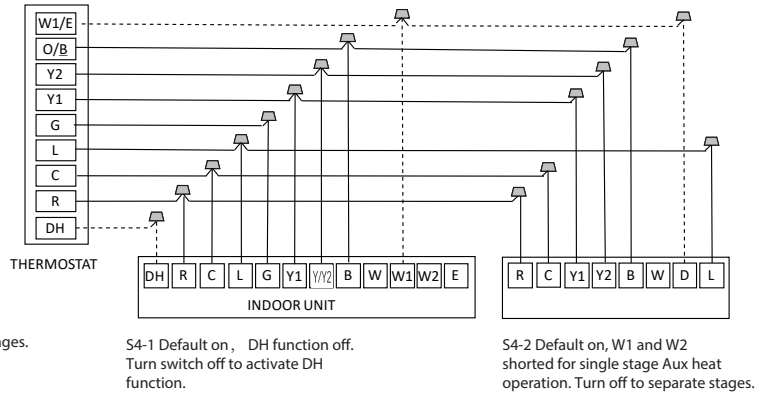 W1/E
O/B
Y2
Y1
G
L
C
R
DH
THERMOSTAT
DH R C L G Y1 Y/Y2 B W W1 W2 E
INDOOR UNIT
R C Y1 Y2 B W D L
ges.
S4-1 Default on， DH function off.
Turn switch off to activate DH
function.
S4-2 Default on, W1 and W2
shorted for single stage Aux heat
operation. Turn off to separate stages.